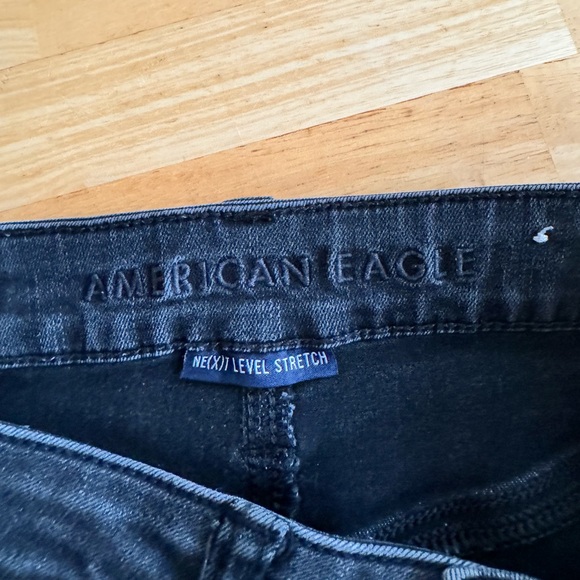 AMERICAN EAGLE
NE(X)T LEVEL STRETCH